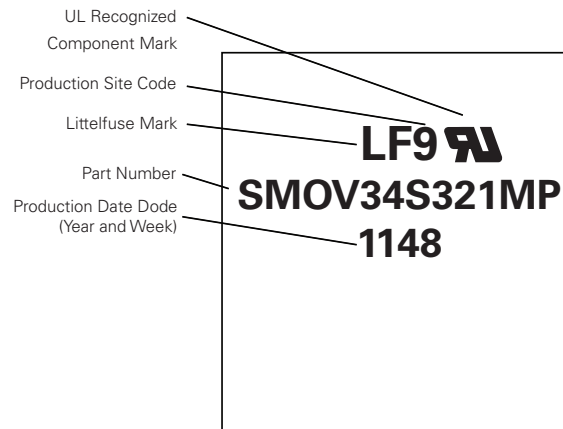 UL Recognized
Component Mark
Production Site Code
Littelfuse Mark
Part Number
Production Date Dode
(Year and Week)
LF9 RU
SMOV34S321MP
1148